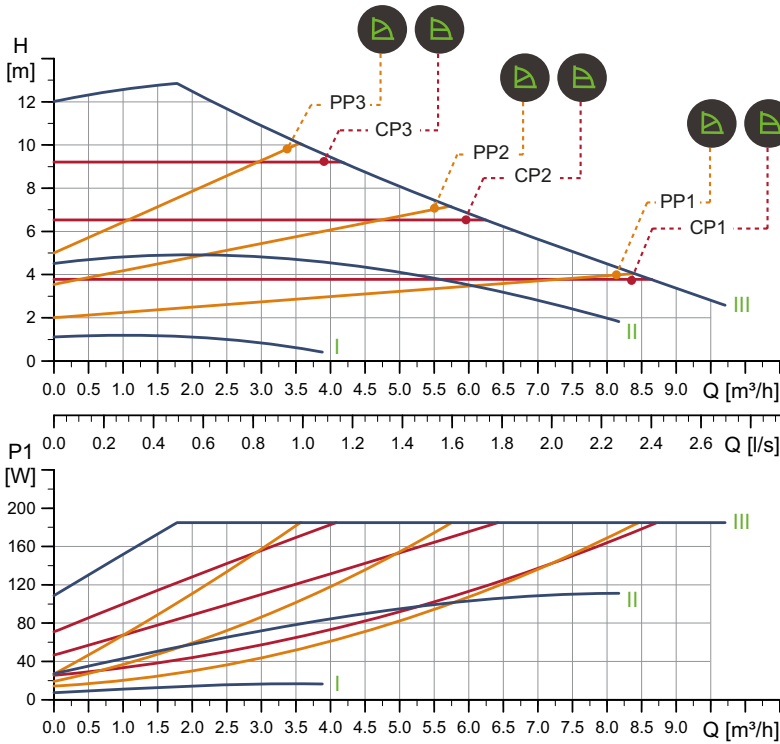 H
[m]
12
10
8
6
4
2
0
PP3
CP3
PP2
CP2
PP1
CP1
I
II
III
0.0 0.5 1.0 1.5 2.0 2.5 3.0 3.5 4.0 4.5 5.0 5.5 6.0 6.5 7.0 7.5 8.0 8.5 9.0 Q [m³/h]
0.0 0.2 0.4 0.6 0.8 1.0 1.2 1.4 1.6 1.8 2.0 2.2 2.4 2.6 Q [l/s]
P1
[W]
200
160
120
80
40
0
III
II
I
0.0 0.5 1.0 1.5 2.0 2.5 3.0 3.5 4.0 4.5 5.0 5.5 6.0 6.5 7.0 7.5 8.0 8.5 9.0 Q [m³/h]